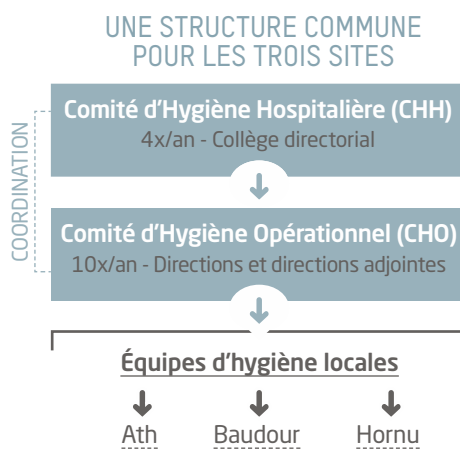 UNE STRUCTURE COMMUNE
POUR LES TROIS SITES
COORDINATION
Comité d'Hygiène Hospitalière (CHH)
4x/an - Collège directorial
Comité d'Hygiène Opérationnel (CHO)
10x/an - Directions et directions adjointes
Équipes d'hygiène locales
Ath
Baudour
Hornu